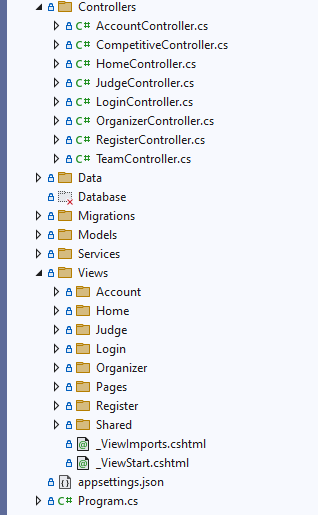 Controllers
C# AccountController.cs
C# CompetitiveController.cs
C# HomeController.cs
C# JudgeController.cs
C# LoginController.cs
C# OrganizerController.cs
C# RegisterController.cs
C# TeamController.cs
Data
Database
Migrations
Models
Services
Views
Account
Home
Judge
Login
Organizer
Pages
Register
Shared
@ _ViewImports.cshtml
@ _ViewStart.cshtml
appsettings.json
C# Program.cs